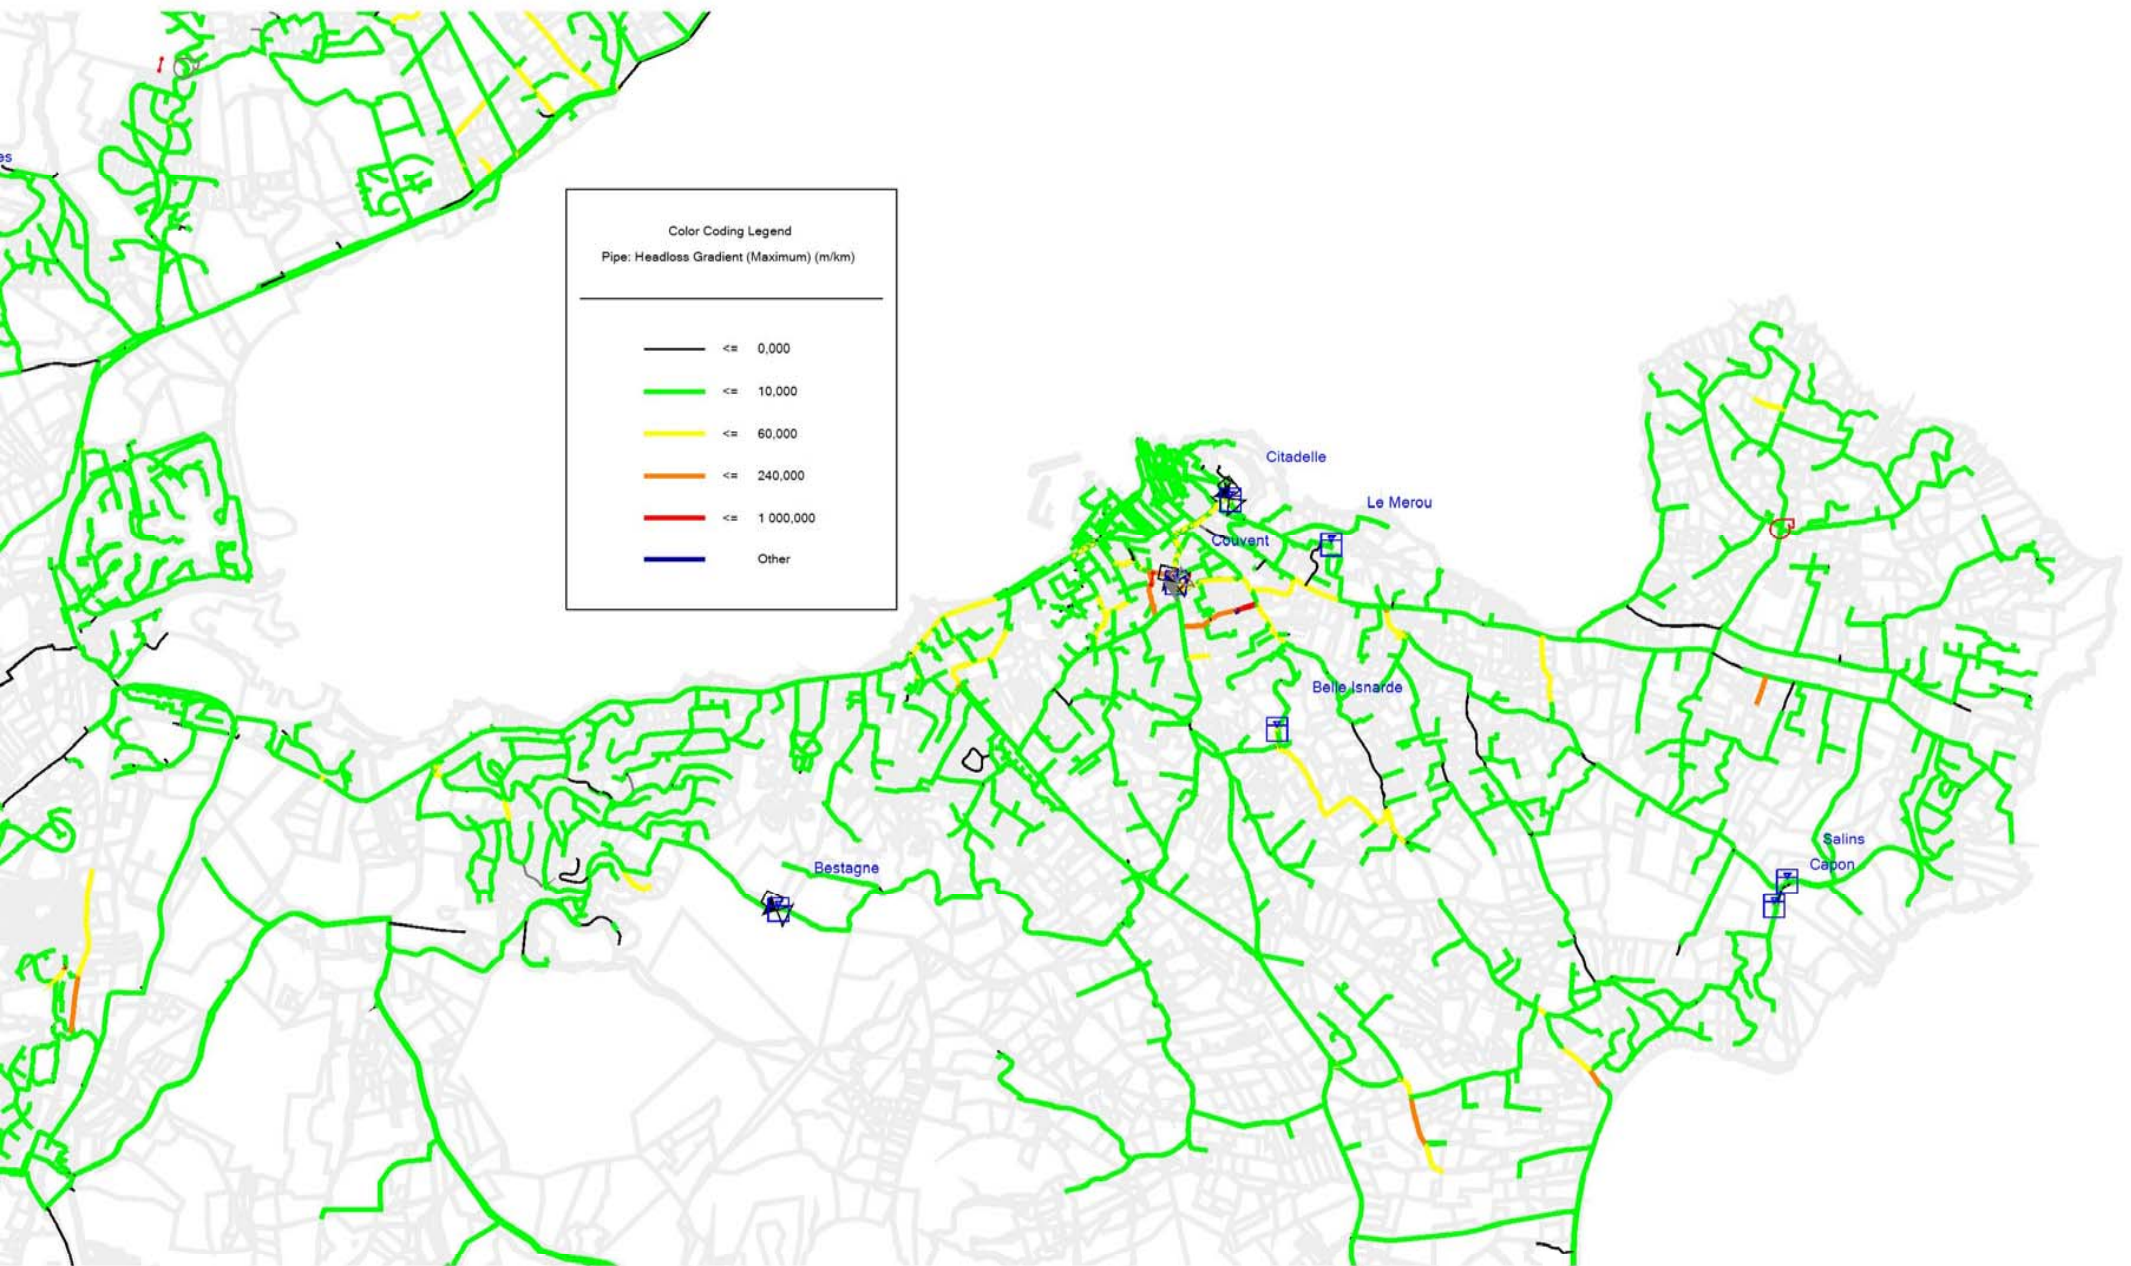 es
Color Coding Legend
Pipe: Headloss Gradient (Maximum) (m/km)
<= 0,000
<= 10,000
<= 60,000
<= 240,000
<= 1 000,000
Other
Citadelle
Le Merou
Couvent
Belle Isnarde
Salins
Capon
Bestagne